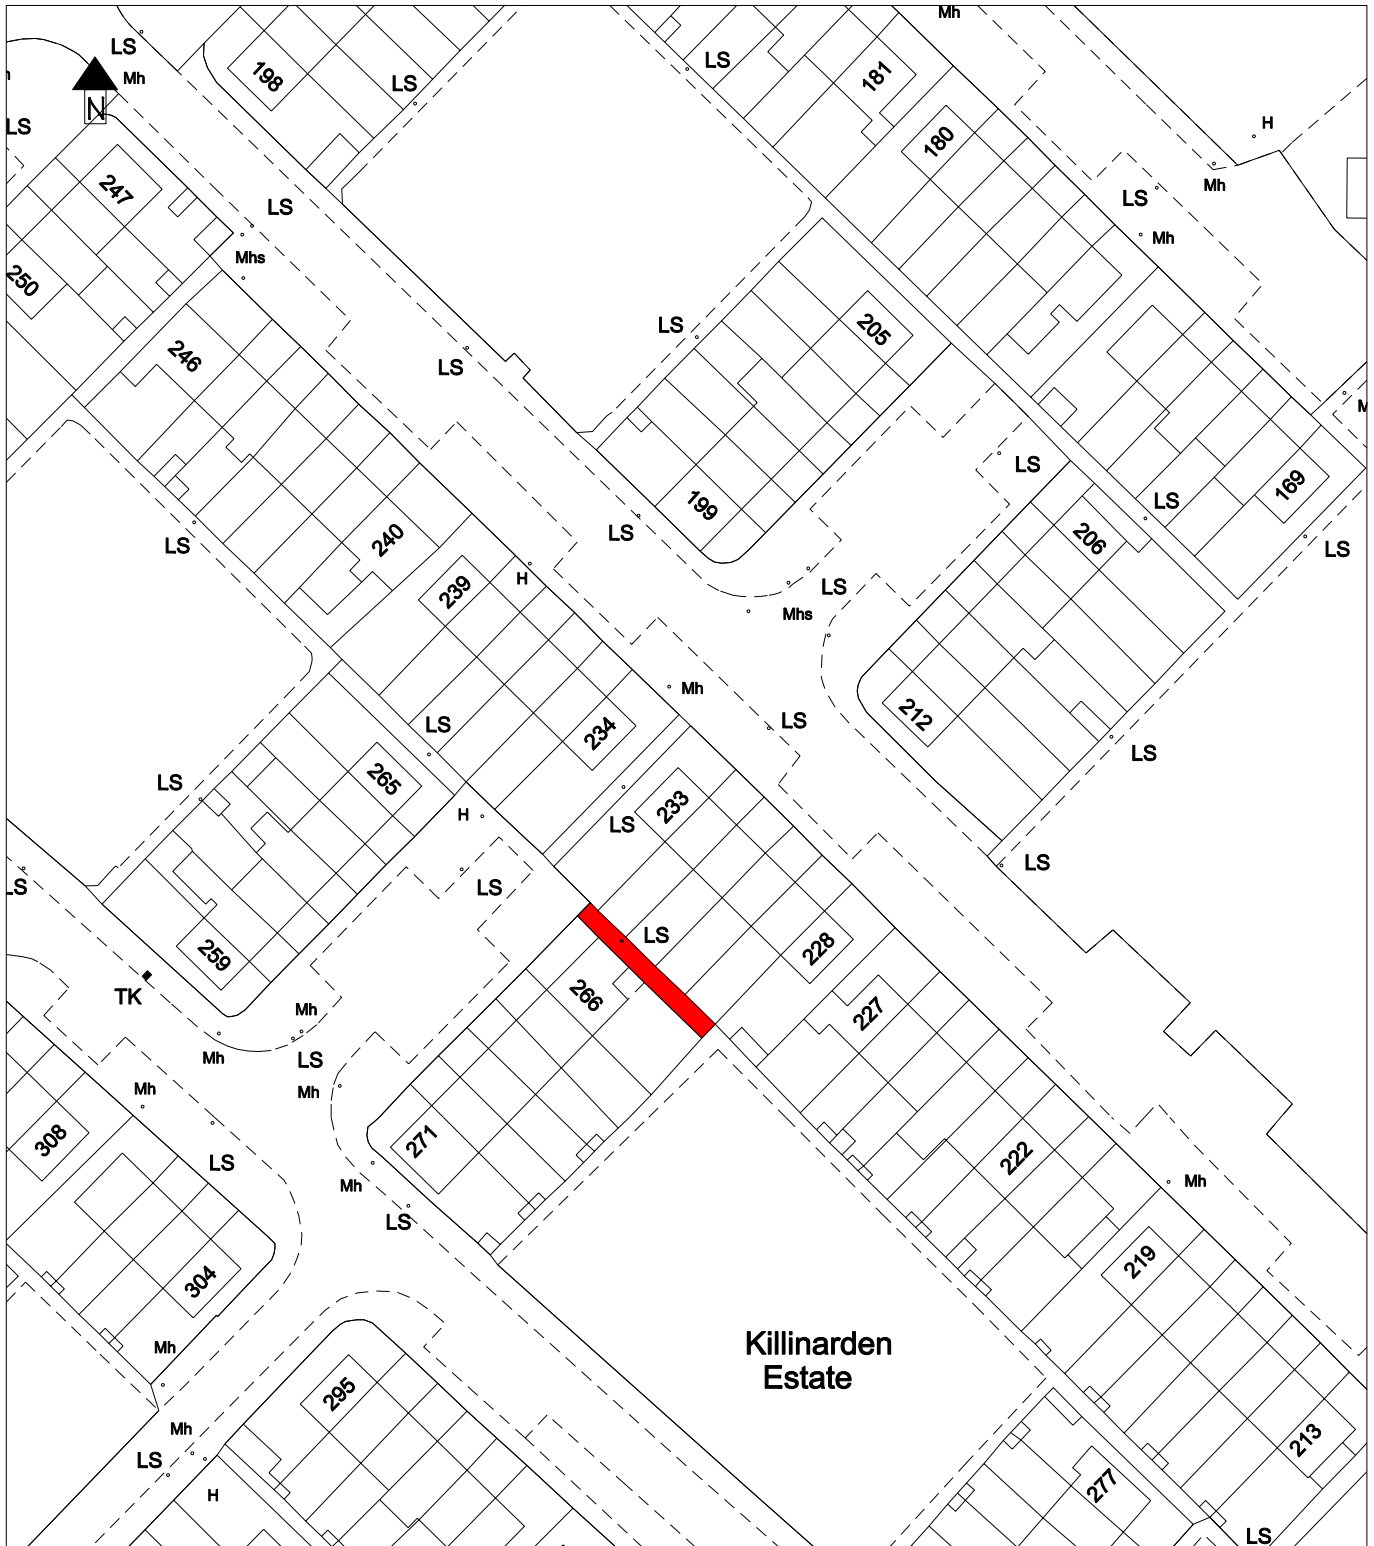 Mh
LS
198
LS
LS
181
Mh
N
LS
H
180
247
Mh
LS
LS
Mh
Mhs
250
LS
205
246
LS
LS
LS
169
199
LS
206
LS
LS
240
LS
H
239
LS
Mhs
Mh
212
LS
LS
234
LS
265
LS
233
H
LS
LS
LS
LS
LS
228
259
266
TK
Mh
227
Mh
LS
Mh
Mh
308
271
222
LS
Mh
Mh
LS
219
304
Mh
Killinarden
Estate
295
Mh
213
LS
277
H
LS